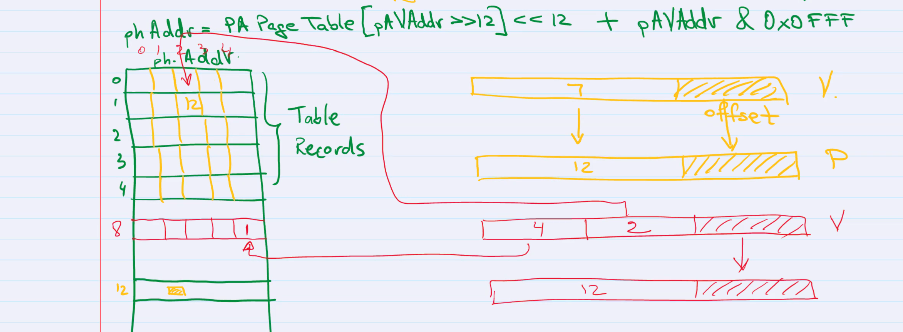 phAddr = PA Page Table [pAVAddr >>12] << 12 + pAVAddr & 0x0FFF
0 1 2 3 4
ph. Addr.
0
1 12
2
3
4
Table
Records
8 1
12
7 V.
offset
12 P
4 2 V
12